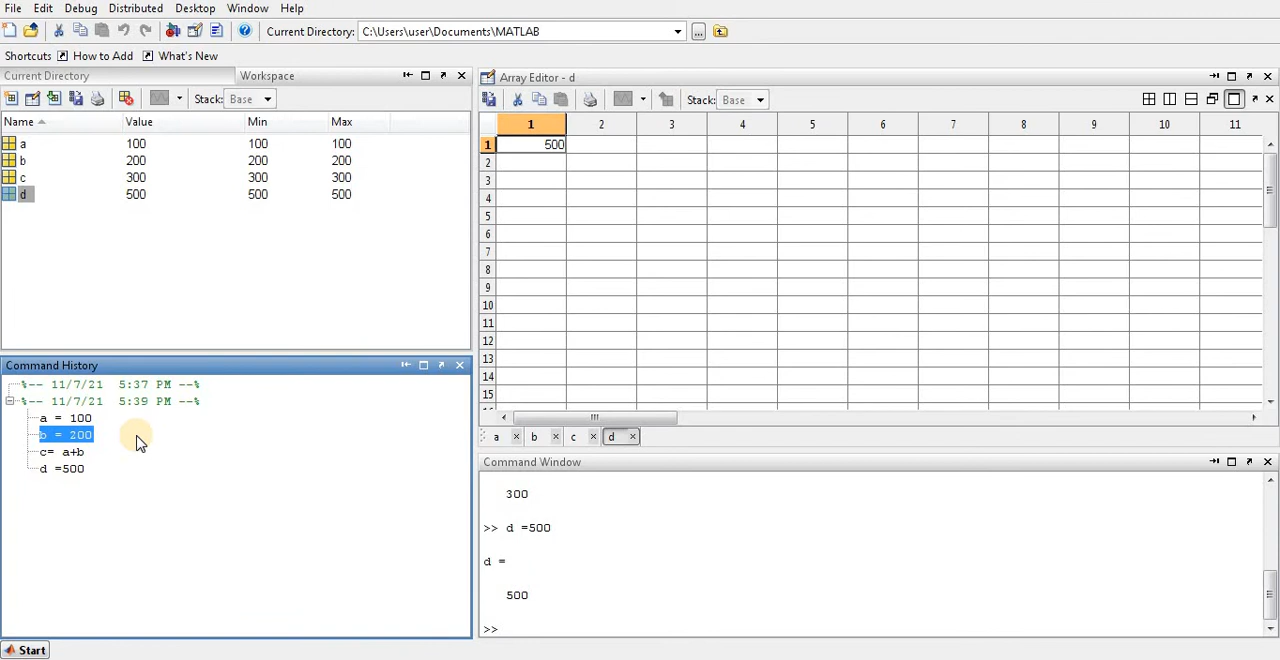 File Edit Debug Distributed Desktop Window Help
Current Directory: C:\Users\user\Documents\MATLAB ...
Shortcuts How to Add What's New
Current Directory Workspace
Stack: Base
Name Value Min Max
a 100 100 100
b 200 200 200
c 300 300 300
d 500 500 500
Command History
%-- 11/7/21 5:37 PM --%
%-- 11/7/21 5:39 PM --%
a = 100
b = 200
c= a+b
d =500
Array Editor - d
Stack: Base
1 2 3 4 5 6 7 8 9 10 11
1 500
2
3
4
5
6
7
8
9
10
11
12
13
14
15
a b c d
Command Window
300
>> d =500
d =
500
>>
Start